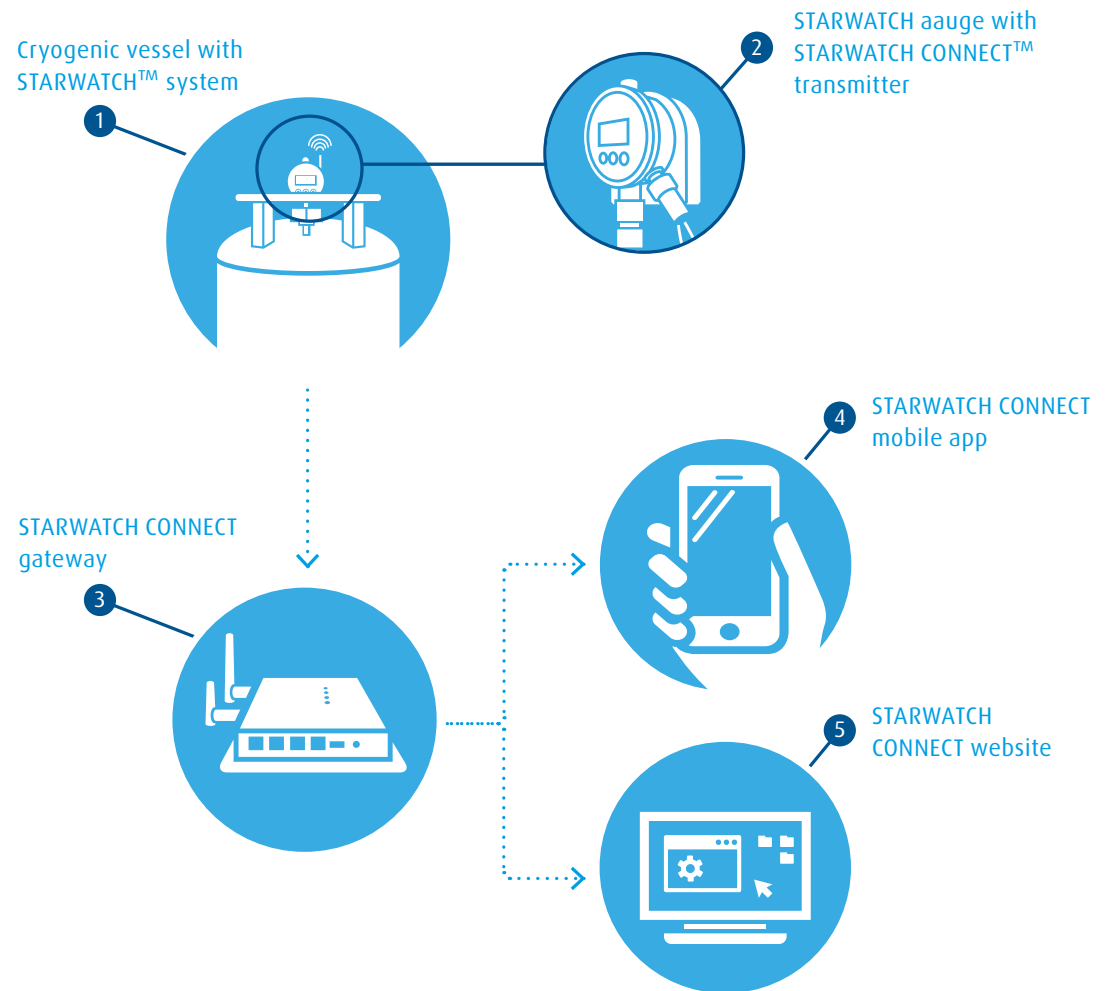 Cryogenic vessel with
STARWATCH™ system
1
2
STARWATCH aauge with
STARWATCH CONNECT™
transmitter
STARWATCH CONNECT
gateway
3
4
STARWATCH CONNECT
mobile app
5
STARWATCH
CONNECT website